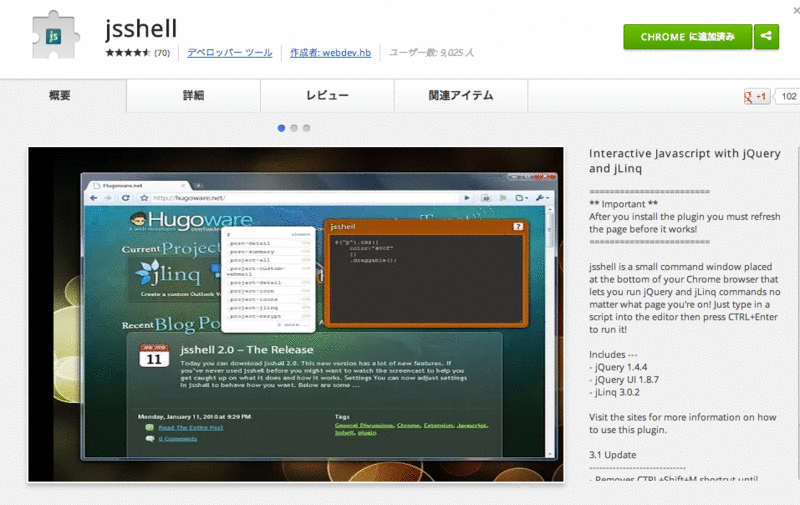 jsshell
(70)
デベロッパー ツール
作成者: webdev.hb
ユーザー数: 9,025 人
CHROME に追加済み
js
概要
詳細
レビュー
関連アイテム
+1
102
Interactive Javascript with jQuery
and jLinq
=======================
** Important **
After you install the plugin you must refresh
the page before it works!
=======================
jsshell is a small command window placed
at the bottom of your Chrome browser that
lets you run jQuery and jLinq commands no
matter what page you're on! Just type in a
script into the editor then press CTRL+Enter
to run it!
Includes ---
- jQuery 1.4.4
- jQuery UI 1.8.7
- jLinq 3.0.2
Visit the sites for more information on how
to use this plugin.
3.1 Update
----------------------------
- Removes CTRL+Shift+M shortcut until
Hugoware.net
http://hugoware.net/
Hugoware
A web developers
Current Project
jlinq
Create a custom Outlook
p
element
.post-detail
.post-summary
.project-all
.project-custom-
webmail
.project-detail
.project-icon
.project-icons
.project-jlinq
.project-xkrypt
more...
jsshell
?
$("p").css({
color:"#0cf"
})
.draggable();
Recent Blog Po
11
jsshell 2.0 – The Release
Today you can download jsshell 2.0. This new version has a lot of new features.. If
you've never used jsshell before you might want to watch the screencast to help you
get caught up on what it does and how it works. Settings You can now adjust settings
in jsshell to behave how you want. Below are some ...
Monday, January 11, 2010 at 9:29 PM
Read The Entire Post
0 Comments
Tags
General Discussions, Chrome, Extension, Javascript,
Jsshell, plugin